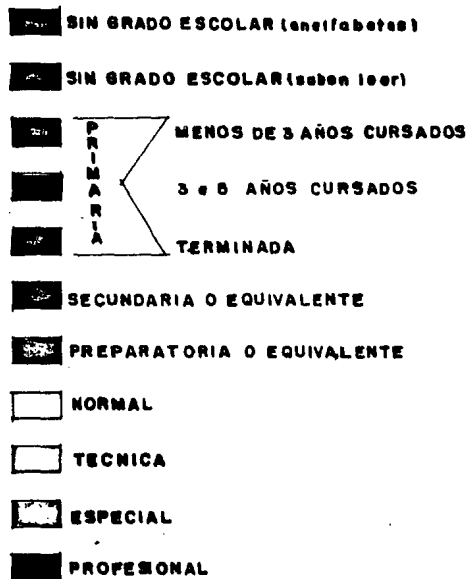 SIN GRADO ESCOLAR (analfabetas)
SIN GRADO ESCOLAR (saben leer)
PRIMARIA
MENOS DE 3 AÑOS CURSADOS
3 a 5 AÑOS CURSADOS
TERMINADA
SECUNDARIA O EQUIVALENTE
PREPARATORIA O EQUIVALENTE
NORMAL
TECNICA
ESPECIAL
PROFESIONAL